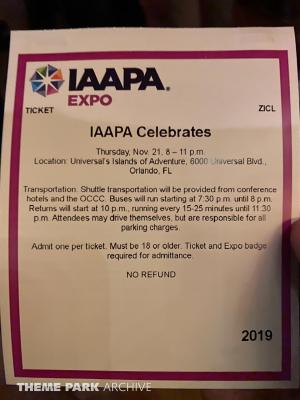 IAAPA
EXPO
TICKET
ZICL
IAAPA Celebrates
Thursday, Nov. 21, 8 – 11 p.m.
Location: Universal's Islands of Adventure, 6000 Universal Blvd.,
Orlando, FL
Transportation: Shuttle transportation will be provided from conference
hotels and the OCCC. Buses will run starting at 7:30 p.m. until 8 p.m.
Returns will start at 10 p.m., running every 15-25 minutes until 11:30
p.m. Attendees may drive themselves, but are responsible for all
parking charges.
Admit one per ticket. Must be 18 or older. Ticket and Expo badge
required for admittance.
NO REFUND
2019
THEME PARK ARCHIVE